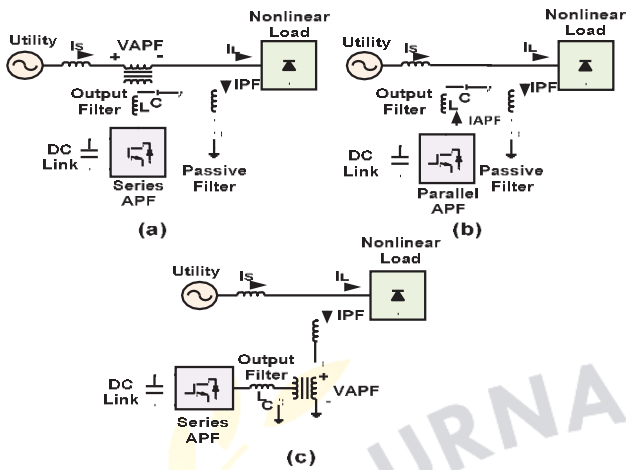 Utility
Is
+ VAPF -
IL
Nonlinear
Load
IPF
Output
Filter
L
C
DC
Link
Series
APF
Passive
Filter
(a)
Utility
Is
IL
Nonlinear
Load
IPF
Output
Filter
L
C
IAPF
DC
Link
Parallel
APF
Passive
Filter
(b)
Utility
Is
IL
Nonlinear
Load
IPF
Output
Filter
L
C
+
VAPF
-
DC
Link
Series
APF
(c)
URNA